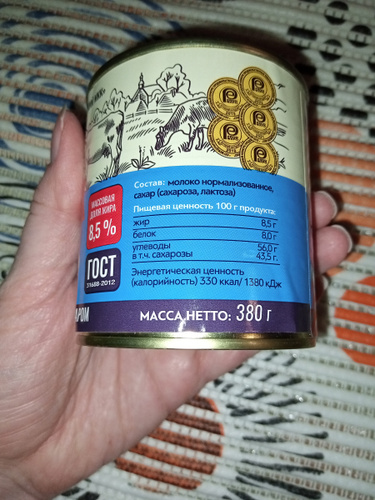 Состав: молоко нормализованное,
сахар (сахароза, лактоза)
Пищевая ценность 100 г продукта:
жир 8,5 г
белок 8,0 г
углеводы 56,0 г
в т.ч. сахарозы 43,5 г.
Энергетическая ценность
(калорийность) 330 ккал/ 1380 кДж
МАССОВАЯ
ДОЛЯ ЖИРА
8,5 %
ГОСТ
31688-2012
МАССА НЕТТО: 380 г